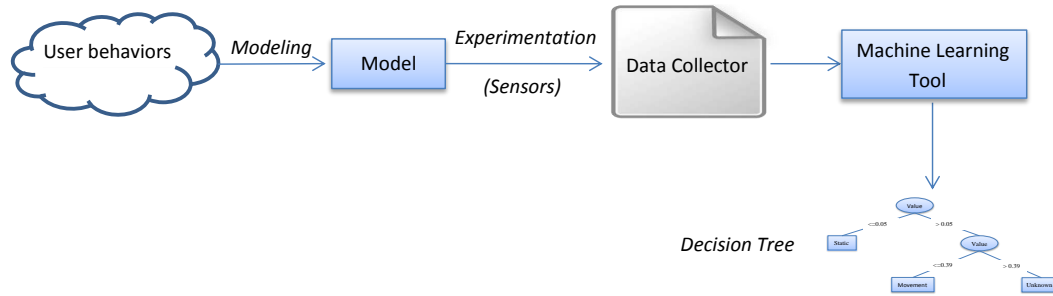 User behaviors
Modeling
Model
Experimentation
(Sensors)
Data Collector
Machine Learning
Tool
Decision Tree
Value
<=0.05
> 0.05
Static
Value
<=0.39
> 0.39
Movement
Unknown